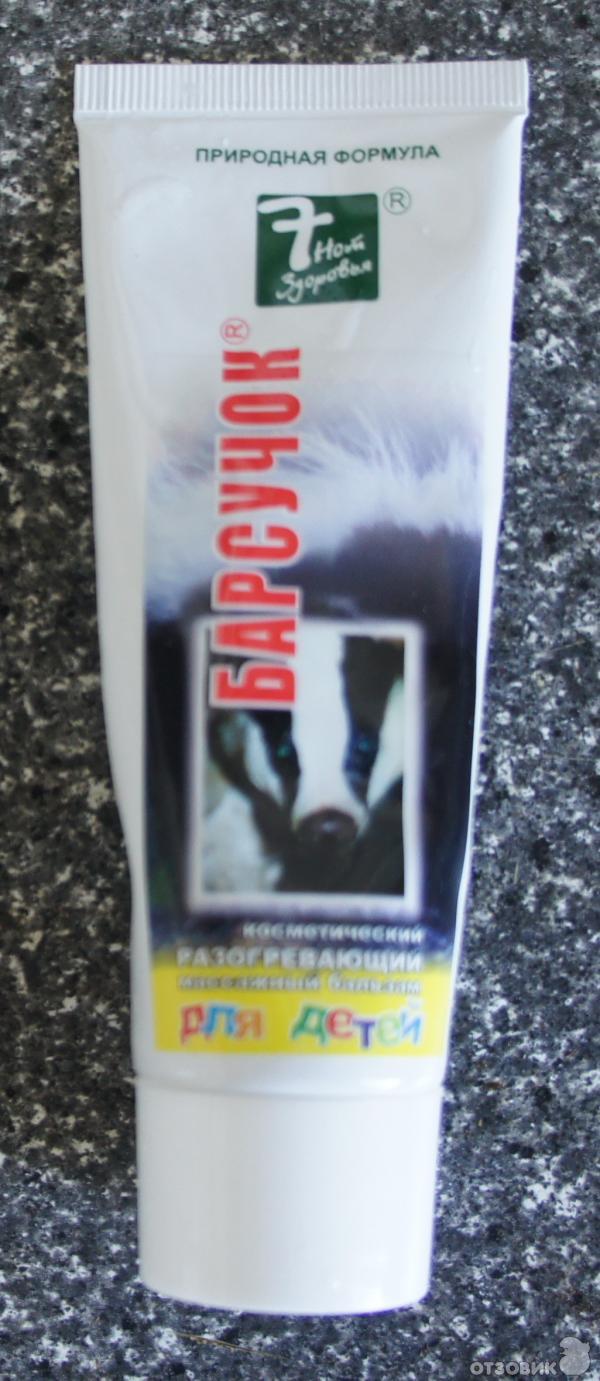 ПРИРОДНАЯ ФОРМУЛА
7 Нот ®
Здоровья
БАРСУЧОК®
косметический
РАЗОГРЕВАЮЩИЙ
массажный бальзам
для детей
ОТЗОВИК